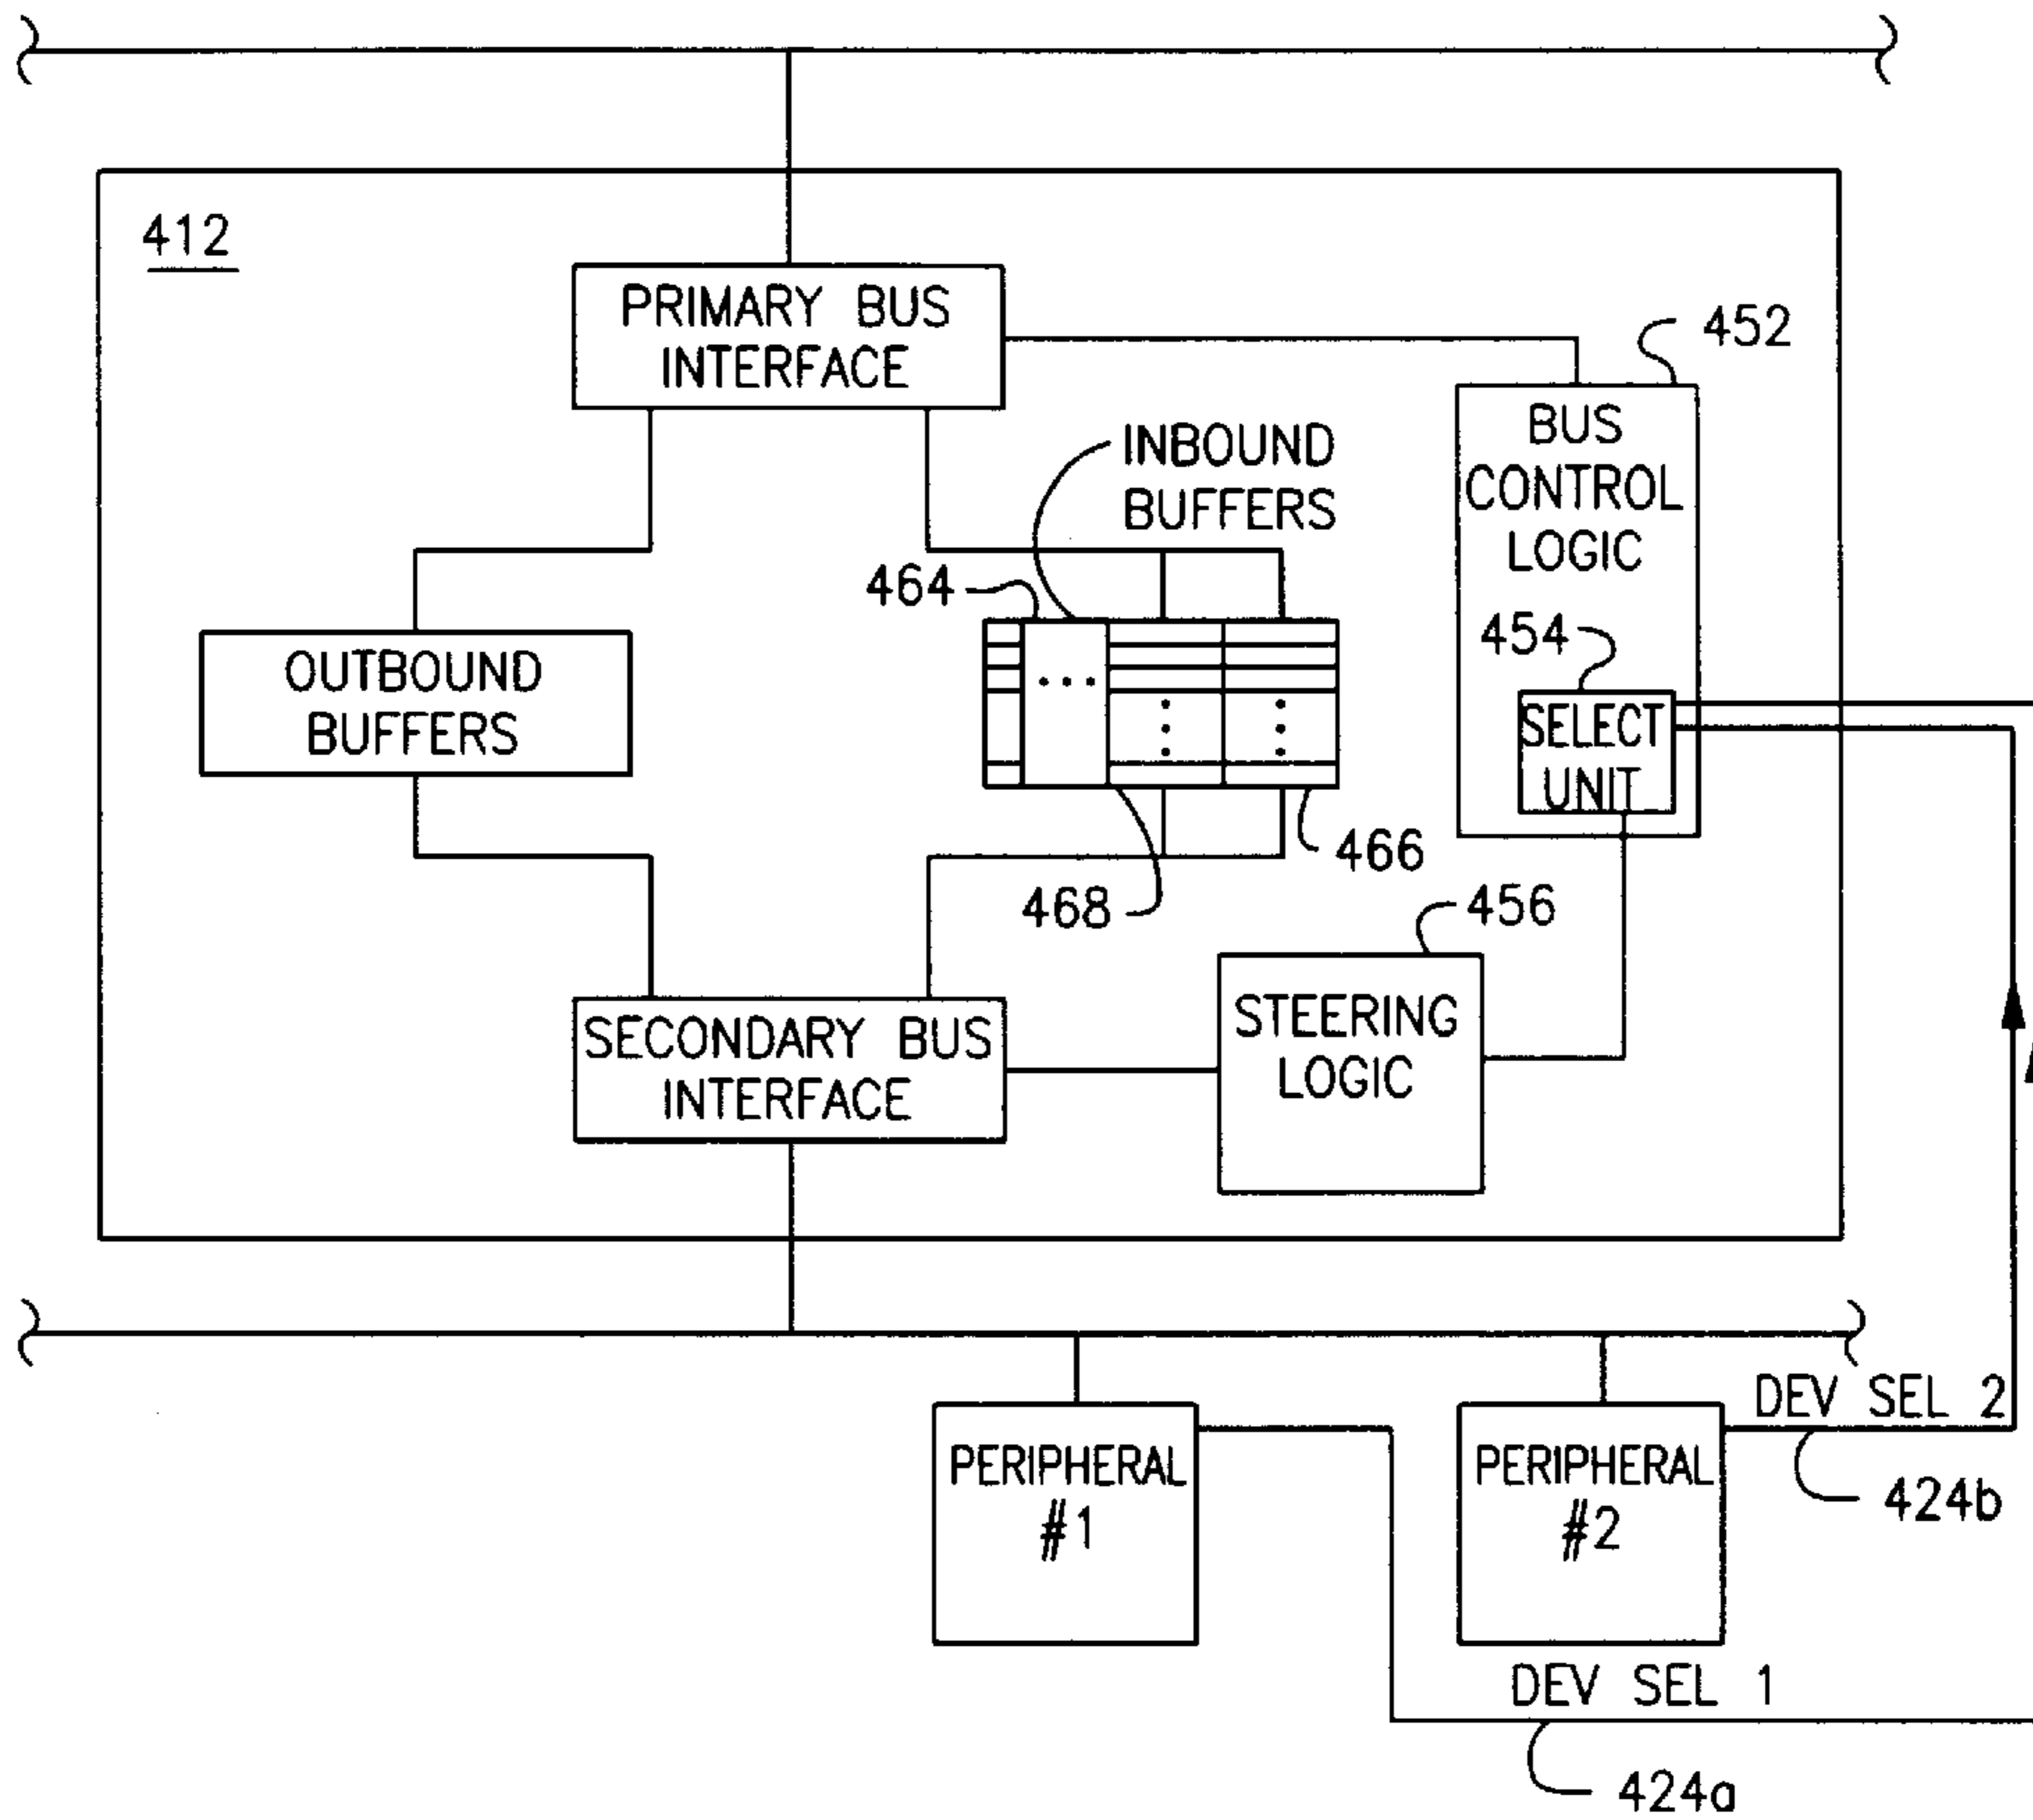 412
PRIMARY BUS
INTERFACE
452
BUS
CONTROL
LOGIC
INBOUND
BUFFERS
464
454
OUTBOUND
BUFFERS
SELECT
UNIT
466
468
456
SECONDARY BUS
INTERFACE
STEERING
LOGIC
DEV SEL 2
PERIPHERAL
#1
PERIPHERAL
#2
424b
DEV SEL 1
424a